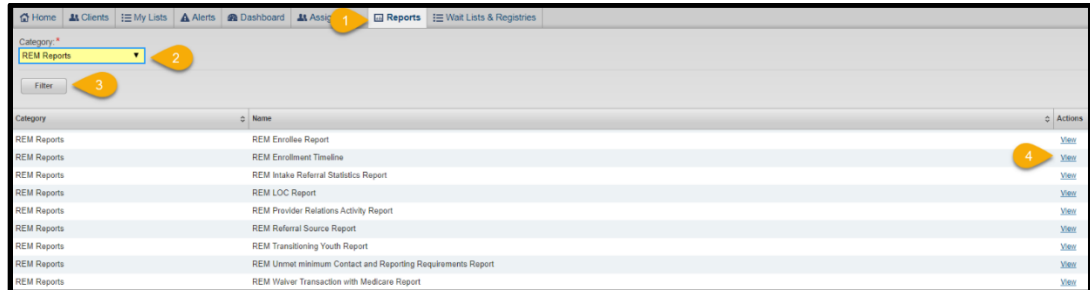 Home Clients My Lists Alerts Dashboard 1 Reports Wait Lists & Registries
Category:*
REM Reports 2
Filter 3
Category Name Actions
REM Reports REM Enrollee Report View
REM Reports REM Enrollment Timeline 4 View
REM Reports REM Intake Referral Statistics Report View
REM Reports REM LOC Report View
REM Reports REM Provider Relations Activity Report View
REM Reports REM Referral Source Report View
REM Reports REM Transitioning Youth Report View
REM Reports REM Unmet minimum Contact and Reporting Requirements Report View
REM Reports REM Waiver Transaction with Medicare Report View